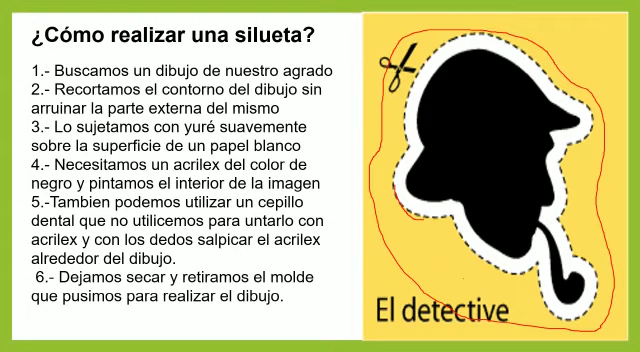 ¿Cómo realizar una silueta?
1.- Buscamos un dibujo de nuestro agrado
2.- Recortamos el contorno del dibujo sin
arruinar la parte externa del mismo
3.- Lo sujetamos con yuré suavemente
sobre la superficie de un papel blanco
4.- Necesitamos un acrilex del color de
negro y pintamos el interior de la imagen
5.-Tambien podemos utilizar un cepillo
dental que no utilicemos para untarlo con
acrilex y con los dedos salpicar el acrilex
alrededor del dibujo.
6.- Dejamos secar y retiramos el molde
que pusimos para realizar el dibujo.
El detective